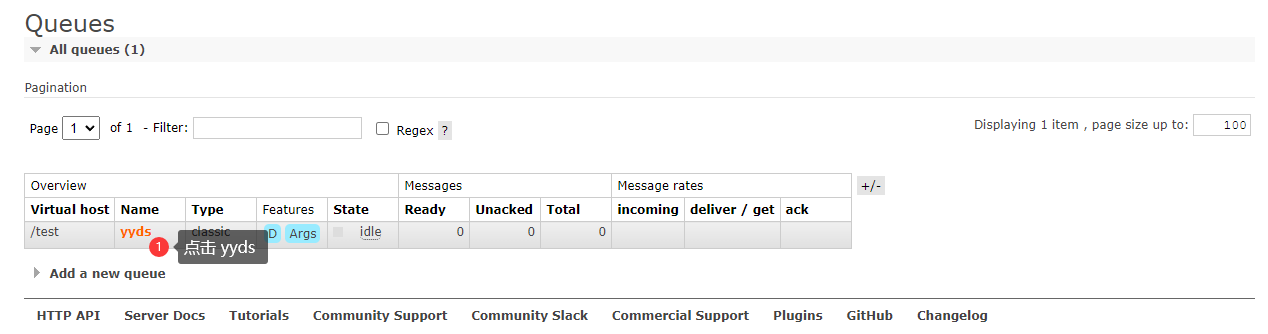 Queues
All queues (1)
Pagination
Page 1 of 1 - Filter: Regex ? Displaying 1 item , page size up to: 100
Overview Messages Message rates +/-
Virtual host Name Type Features State Ready Unacked Total incoming deliver / get ack
/test yyds classic D Args idle 0 0 0
1 点击 yyds
Add a new queue
HTTP API Server Docs Tutorials Community Support Community Slack Commercial Support Plugins GitHub Changelog